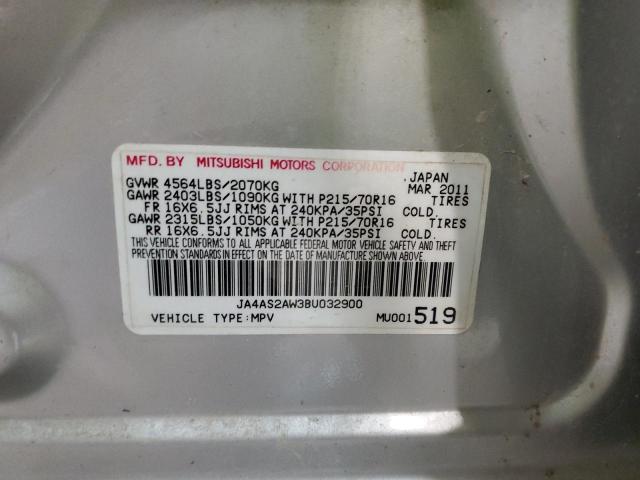 MFD. BY MITSUBISHI MOTORS CORPORATION
. JAPAN
GVWR 4564LBS/2070KG MAR 2011
GAWR 2403LBS/1090KG WITH P215/70R16 TIRES
FR 16X6. 5JJ RIMS AT 240KPA/35PSI COLD.
GAWR 2315LBS/1050KG WITH P215/70R16 TIRES
RR 16X6. 5JJ RIMS AT 240KPA/35PSI COLD.
THIS VEHICLE CONFORMS TO ALL APPLICABLE FEDERAL MOTOR VEHICLE SAFETY AND THEFT
PREVENTION STANDARDS IN EFFECT ON THE DATE OF MANUFACTURE SHOWN ABOVE.
JA4AS2AW3BU032900
VEHICLE TYPE: MPV MU001519